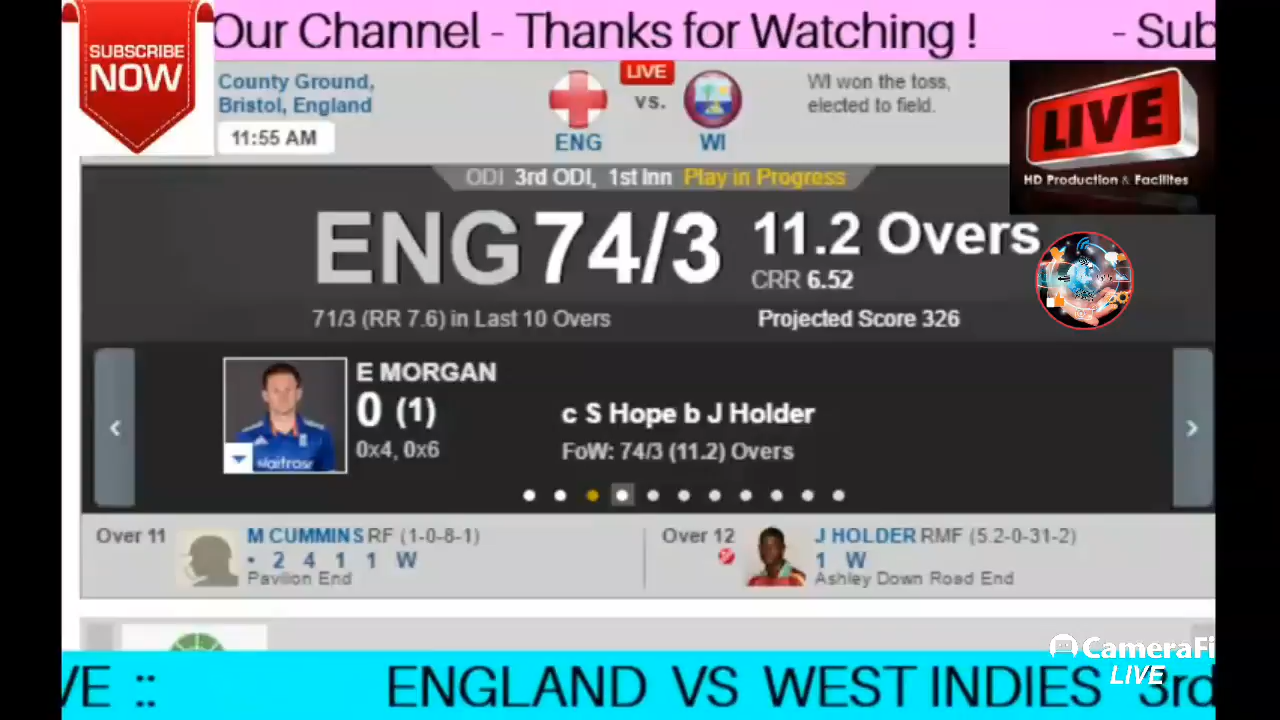 SUBSCRIBE
NOW
Our Channel - Thanks for Watching !
- Sub
County Ground,
Bristol, England
11:55 AM
LIVE
vs.
ENG
WI
WI won the toss,
elected to field.
LIVE
HD Production & Facilites
ODI 3rd ODI, 1st Inn Play in Progress
ENG 74/3
11.2 Overs
CRR 6.52
71/3 (RR 7.6) in Last 10 Overs
Projected Score 326
E MORGAN
0 (1)
0x4, 0x6
c S Hope b J Holder
FoW: 74/3 (11.2) Overs
waitrose
Over 11
M CUMMINS RF (1-0-8-1)
• 2 4 1 1 W
Pavilion End
Over 12
J HOLDER RMF (5.2-0-31-2)
1 W
Ashley Down Road End
CameraFi
LIVE
VE :: ENGLAND VS WEST INDIES 3rd